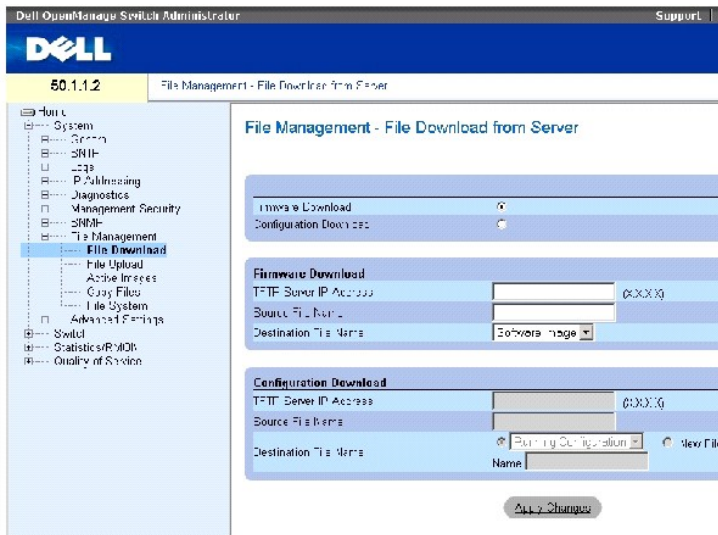 Dell OpenManage Switch Administrator
Support
DELL
50.1.1.2
File Management - File Download from Server
Home
System
General
SNTP
Logs
IP Addressing
Diagnostics
Management Security
SNMP
File Management
File Download
File Upload
Active Images
Copy Files
File System
Advanced Settings
Switch
Statistics/RMON
Quality of Service
File Management - File Download from Server
Firmware Download
Configuration Download
Firmware Download
TFTP Server IP Address (X.X.X.X)
Source File Name
Destination File Name Software Image
Configuration Download
TFTP Server IP Address (X.X.X.X)
Source File Name
Destination File Name Running Configuration New File
Name
Apply Changes